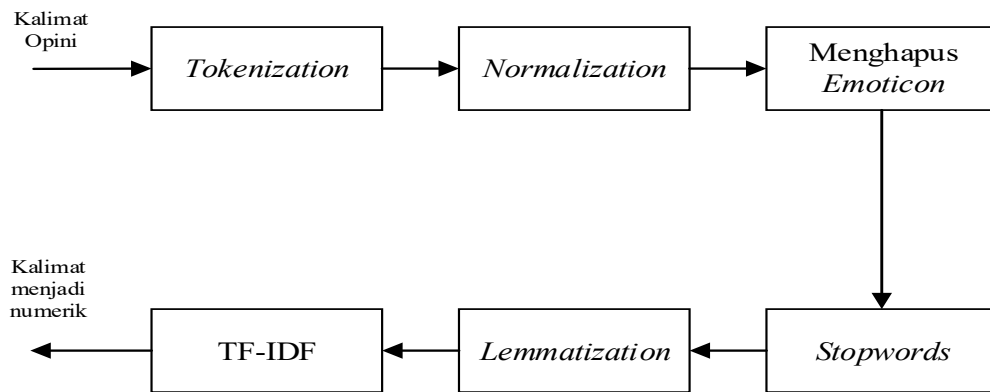 Kalimat
Opini
Tokenization
Normalization
Menghapus
Emoticon
Kalimat
menjadi
numerik
TF-IDF
Lemmatization
Stopwords